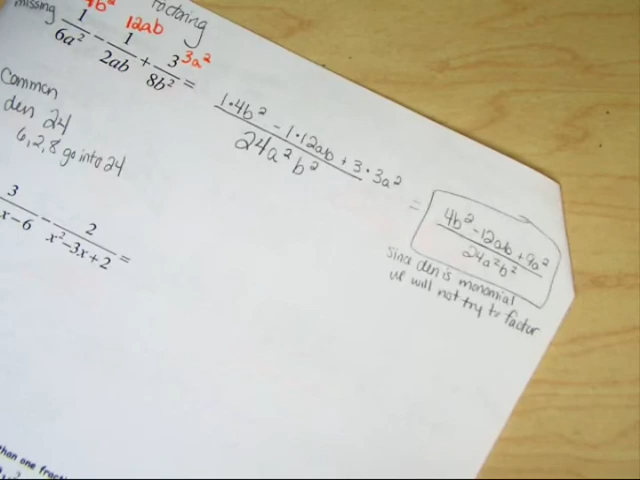 missing 4b² factoring
12ab
1/6a² - 1/2ab + 3/8b² = 3a²
1·4b² - 1·12ab + 3·3a² / 24a²b²
= 4b² - 12ab + 9a² / 24a²b²
Since den is monomial
we will not try to factor
Common
den 24
6, 2, 8 go into 24
3/x-6 - 2/x²-3x+2 =
than one